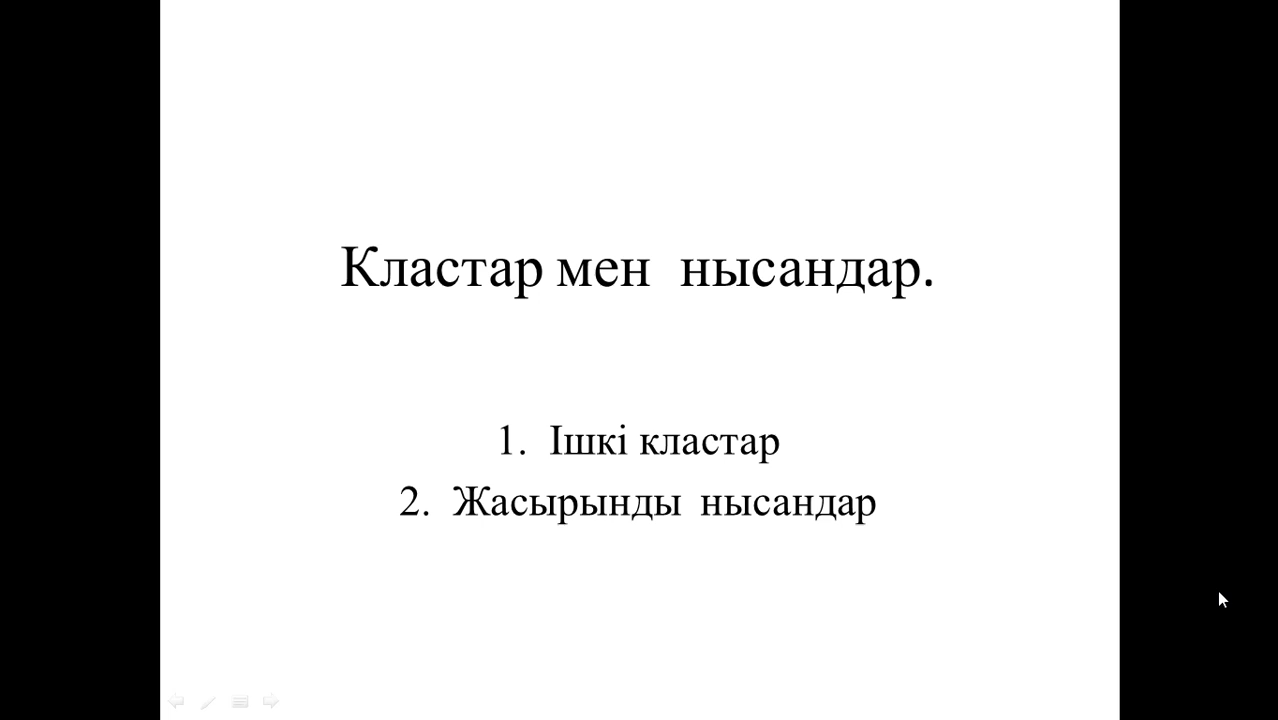 Кластар мен нысандар.
1. Ішкі кластар
2. Жасырынды нысандар